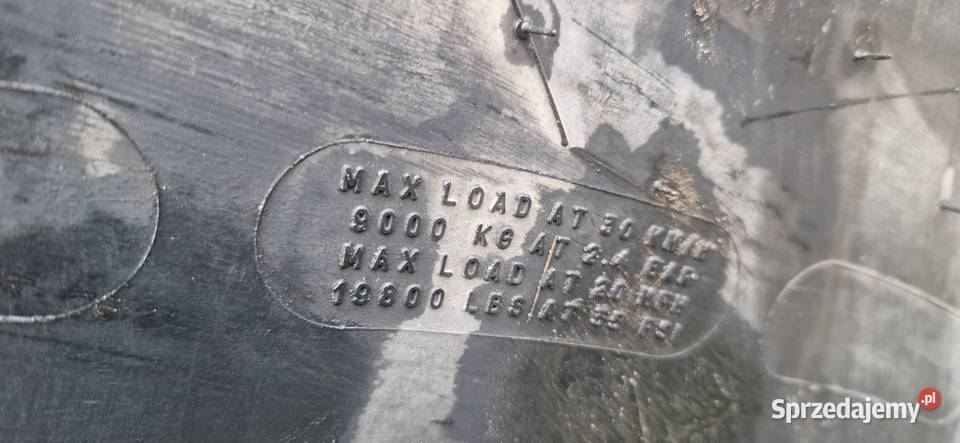 MAX LOAD AT 30 KM/H
9000 KG AT 2.4 BAR
MAX LOAD AT 20 MPH
19800 LBS AT 35 PSI
Sprzedajemy.pl